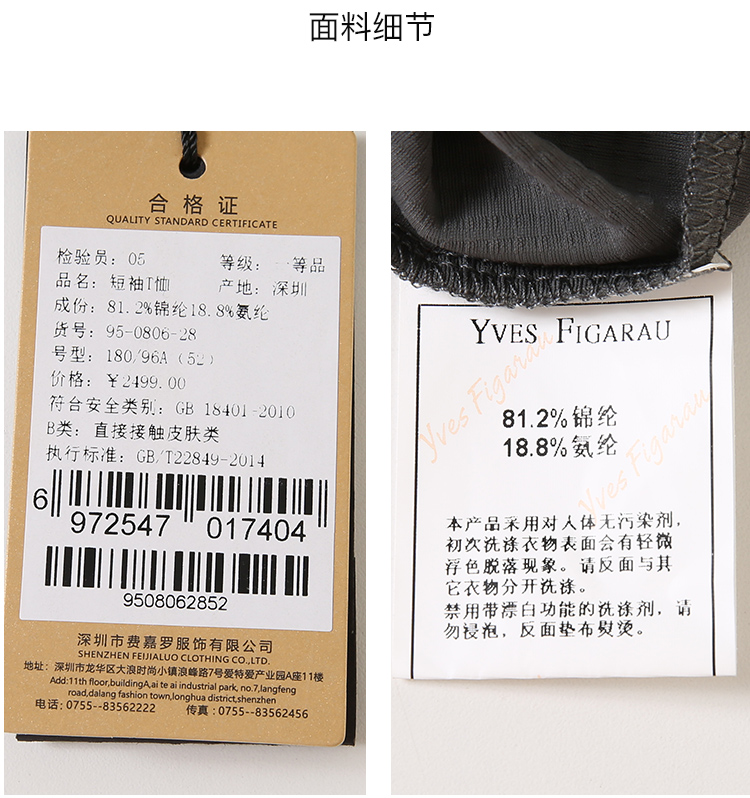 面料细节
合格证
QUALITY STANDARD CERTIFICATE
检验员: 05 等级: 一等品
品名: 短袖T恤 产地: 深圳
成份: 81.2%锦纶18.8%氨纶
货号: 95-0806-28
号型: 180/96A (52)
价格: ¥2499.00
符合安全类别: GB 18401-2010
B类: 直接接触皮肤类
执行标准: GB/T22849-2014
6 972547 017404
9508062852
深圳市费嘉罗服饰有限公司
SHENZHEN FEIJIALUO CLOTHING CO.,LTD.
地址: 深圳市龙华区大浪时尚小镇浪峰路7号爱特爱产业园A座11楼
Add:11th floor,buildingA,ai te ai industrial park, no.7,langfeng
road,dalang fashion town,longhua district,shenzhen
电话: 0755--83562222 传真: 0755--83562456
YVES FIGARAU
Yves Figarau
81.2%锦纶
18.8%氨纶
Yves Figarau
本产品采用对人体无污染剂,
初次洗涤衣物表面会有轻微
浮色脱落现象。请反面与其
它衣物分开洗涤。
禁用带漂白功能的洗涤剂, 请
勿浸泡, 反面垫布熨烫。